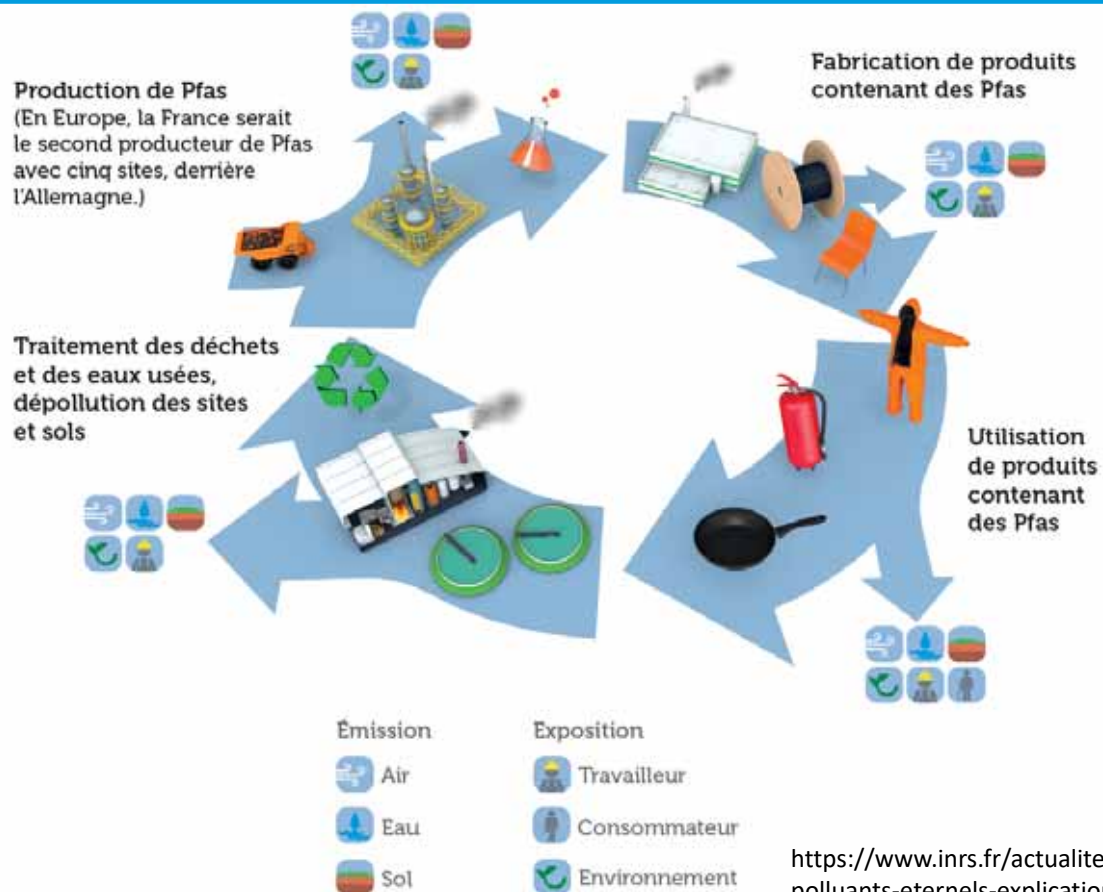 Production de Pfas
(En Europe, la France serait
le second producteur de Pfas
avec cinq sites, derrière
l'Allemagne.)
Fabrication de produits
contenant des Pfas
Utilisation
de produits
contenant
des Pfas
Traitement des déchets
et des eaux usées,
dépollution des sites
et sols
Émission
Air
Eau
Sol
Exposition
Travailleur
Consommateur
Environnement
https://www.inrs.fr/actualite
polluants-eternels-explication